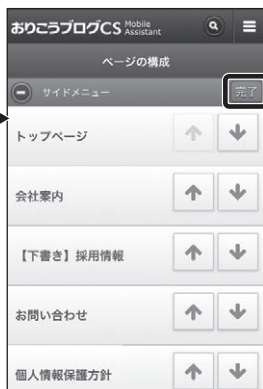 おりこうブログCS Mobile Assistant
ページの構成
サイドメニュー 完了
トップページ
会社案内
【下書き】採用情報
お問い合わせ
個人情報保護方針